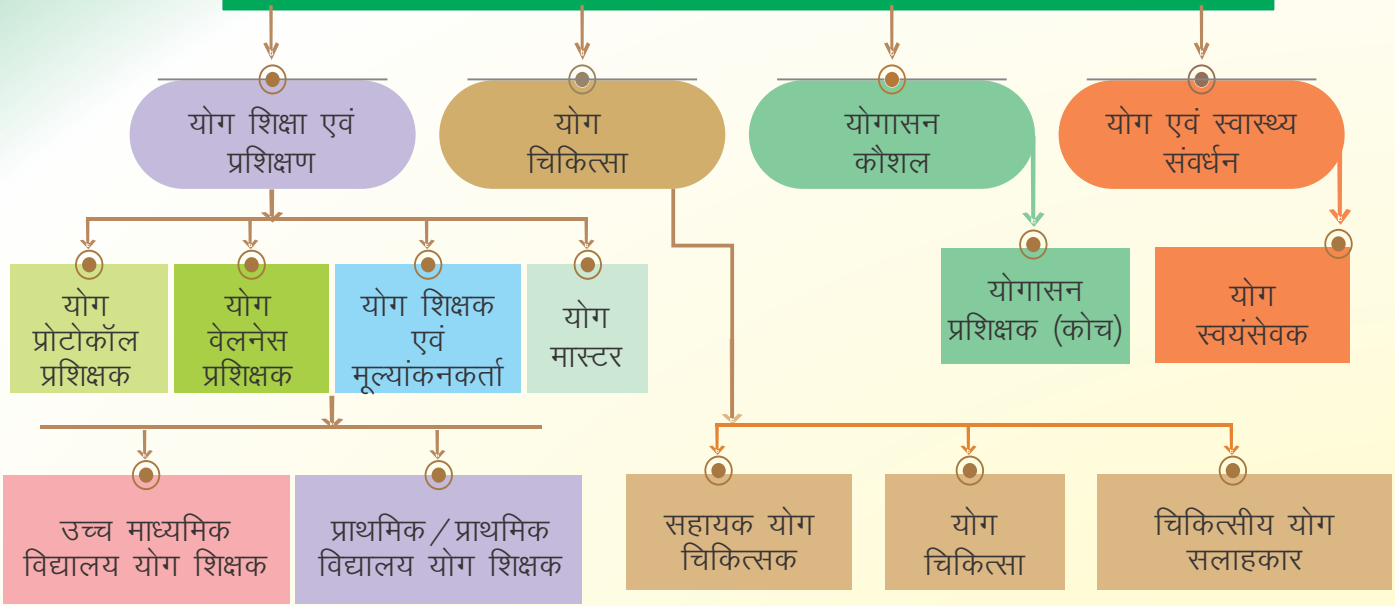 योग शिक्षा एवं
प्रशिक्षण
योग
चिकित्सा
योगासन
कौशल
योग एवं स्वास्थ्य
संवर्धन
योग
प्रोटोकॉल
प्रशिक्षक
योग
वेलनेस
प्रशिक्षक
योग शिक्षक
एवं
मूल्यांकनकर्ता
योग
मास्टर
योगासन
प्रशिक्षक (कोच)
योग
स्वयंसेवक
उच्च माध्यमिक
विद्यालय योग शिक्षक
प्राथमिक/प्राथमिक
विद्यालय योग शिक्षक
सहायक योग
चिकित्सक
योग
चिकित्सा
चिकित्सीय योग
सलाहकार